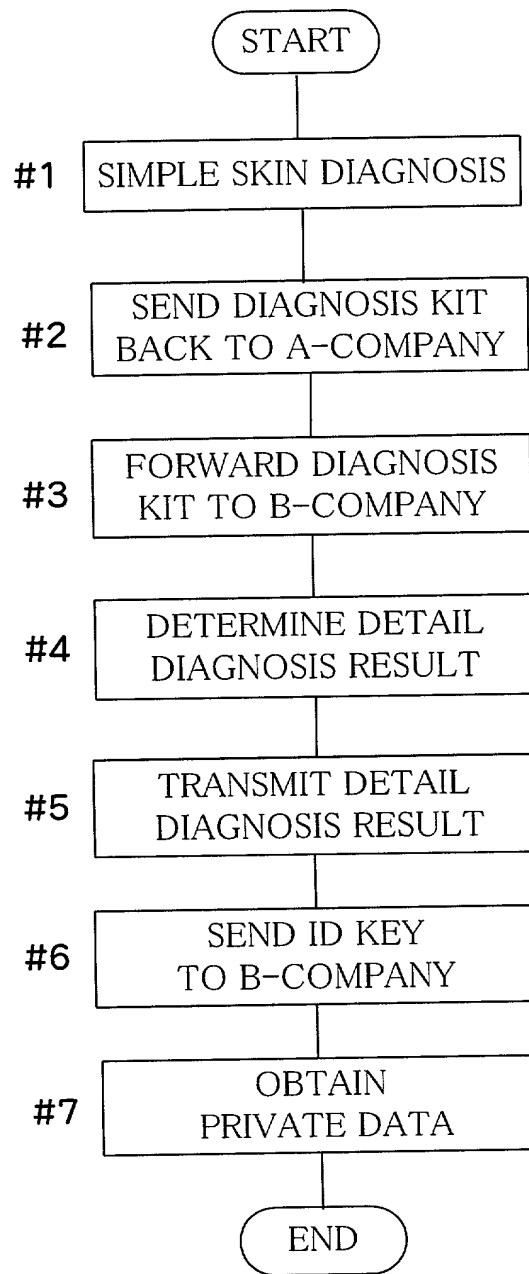 START
#1 SIMPLE SKIN DIAGNOSIS
#2 SEND DIAGNOSIS KIT
BACK TO A-COMPANY
#3 FORWARD DIAGNOSIS
KIT TO B-COMPANY
#4 DETERMINE DETAIL
DIAGNOSIS RESULT
#5 TRANSMIT DETAIL
DIAGNOSIS RESULT
#6 SEND ID KEY
TO B-COMPANY
#7 OBTAIN
PRIVATE DATA
END